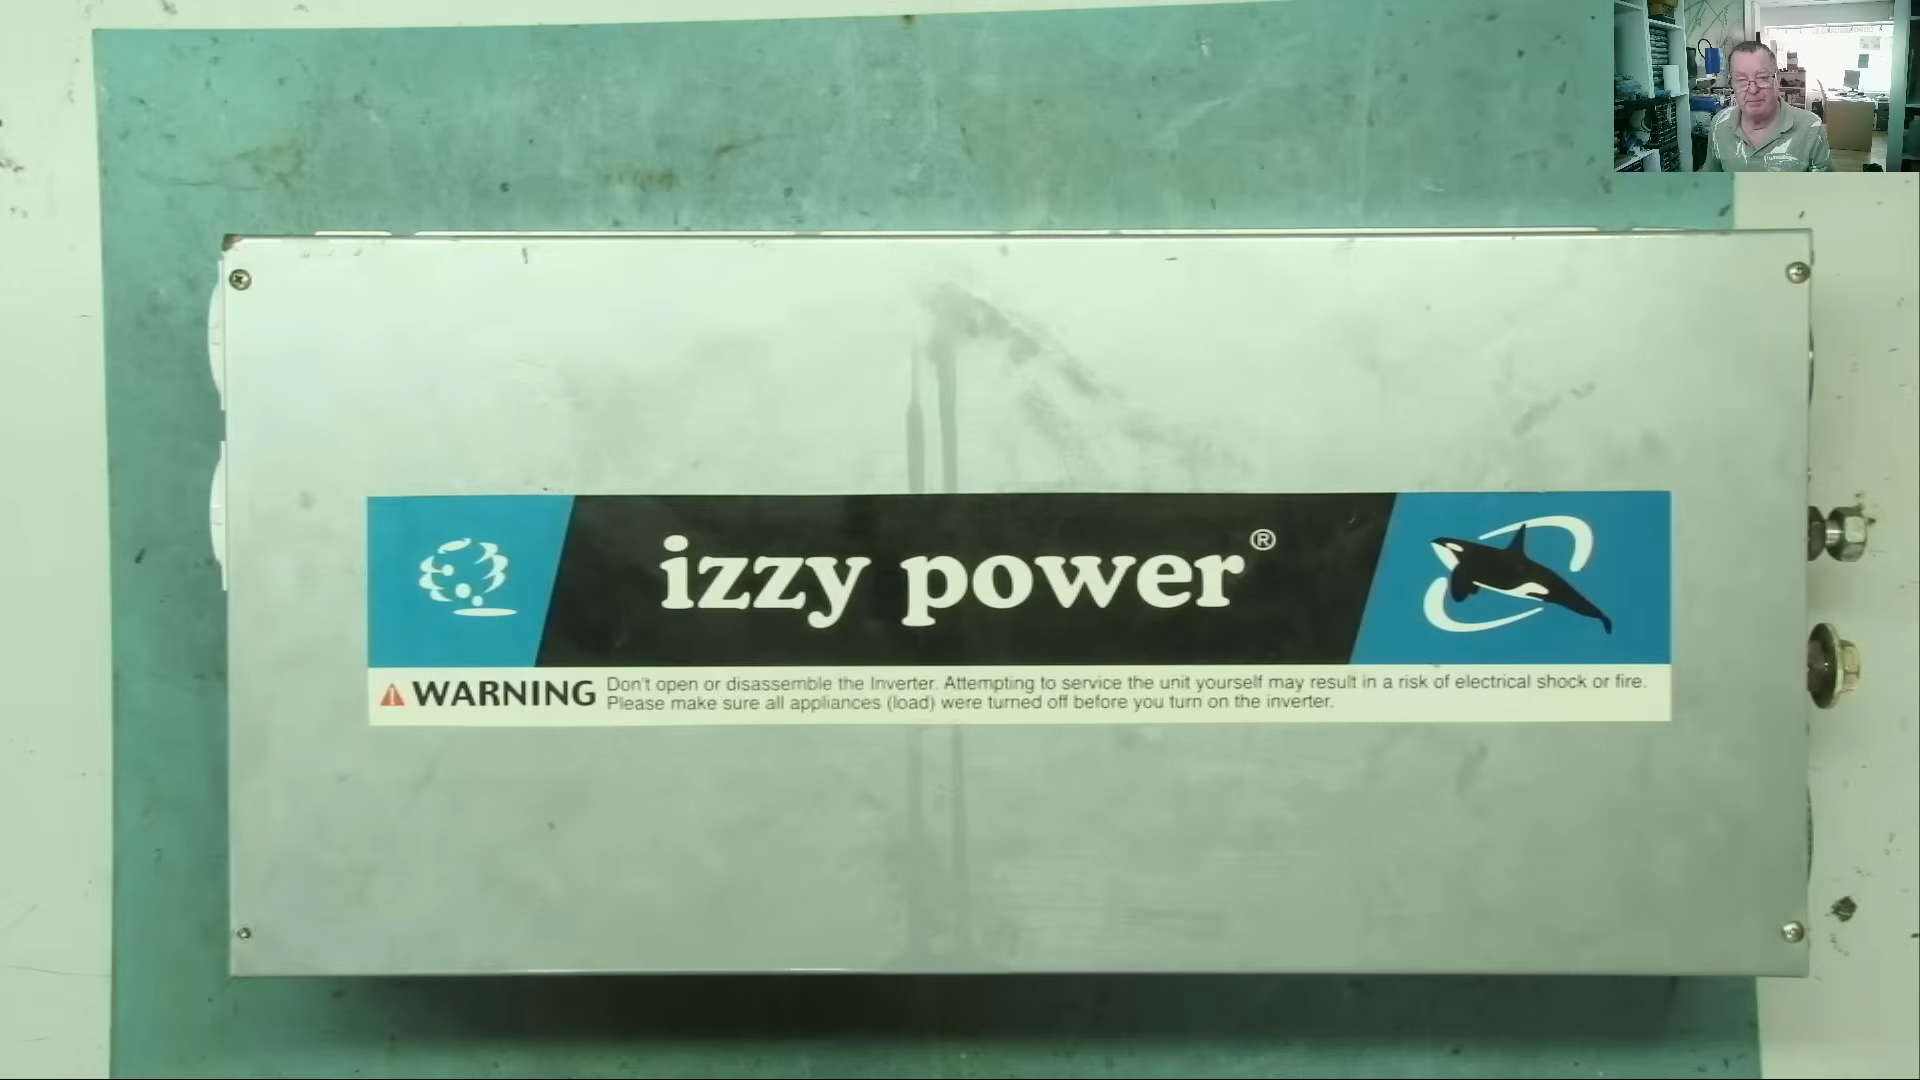 izzy power®
WARNING Don't open or disassemble the Inverter. Attempting to service the unit yourself may result in a risk of electrical shock or fire.
Please make sure all appliances (load) were turned off before you turn on the inverter.